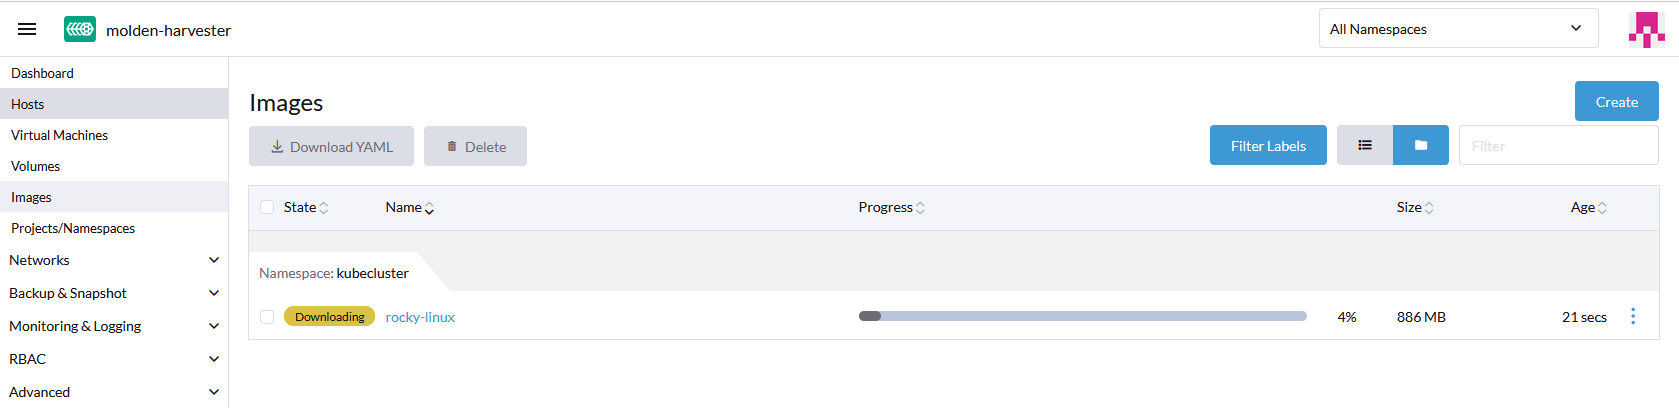 molden-harvester
All Namespaces
Dashboard
Hosts
Virtual Machines
Volumes
Images
Projects/Namespaces
Networks
Backup & Snapshot
Monitoring & Logging
RBAC
Advanced
Images
Create
Download YAML
Delete
Filter Labels
Filter
State Name Progress Size Age
Namespace: kubecluster
Downloading rocky-linux 4% 886 MB 21 secs